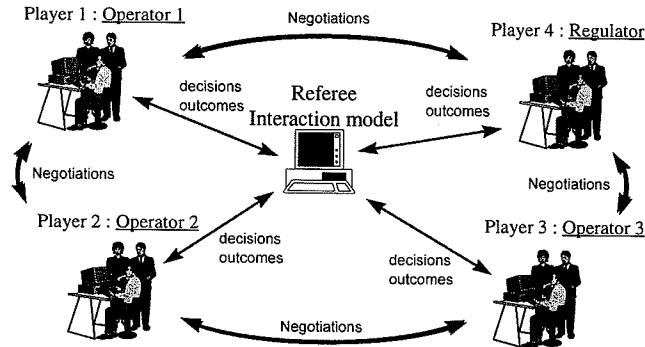 Player 1 : Operator 1
Negotiations
Player 4 : Regulator
decisions
outcomes
Referee
Interaction model
decisions
outcomes
Negotiations
Negotiations
Player 2 : Operator 2
Player 3 : Operator 3
decisions
outcomes
decisions
outcomes
Negotiations